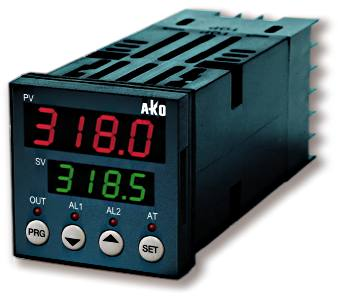 PV
AKO
318.0
SV
318.5
OUT AL1 AL2 AT
PRG SET